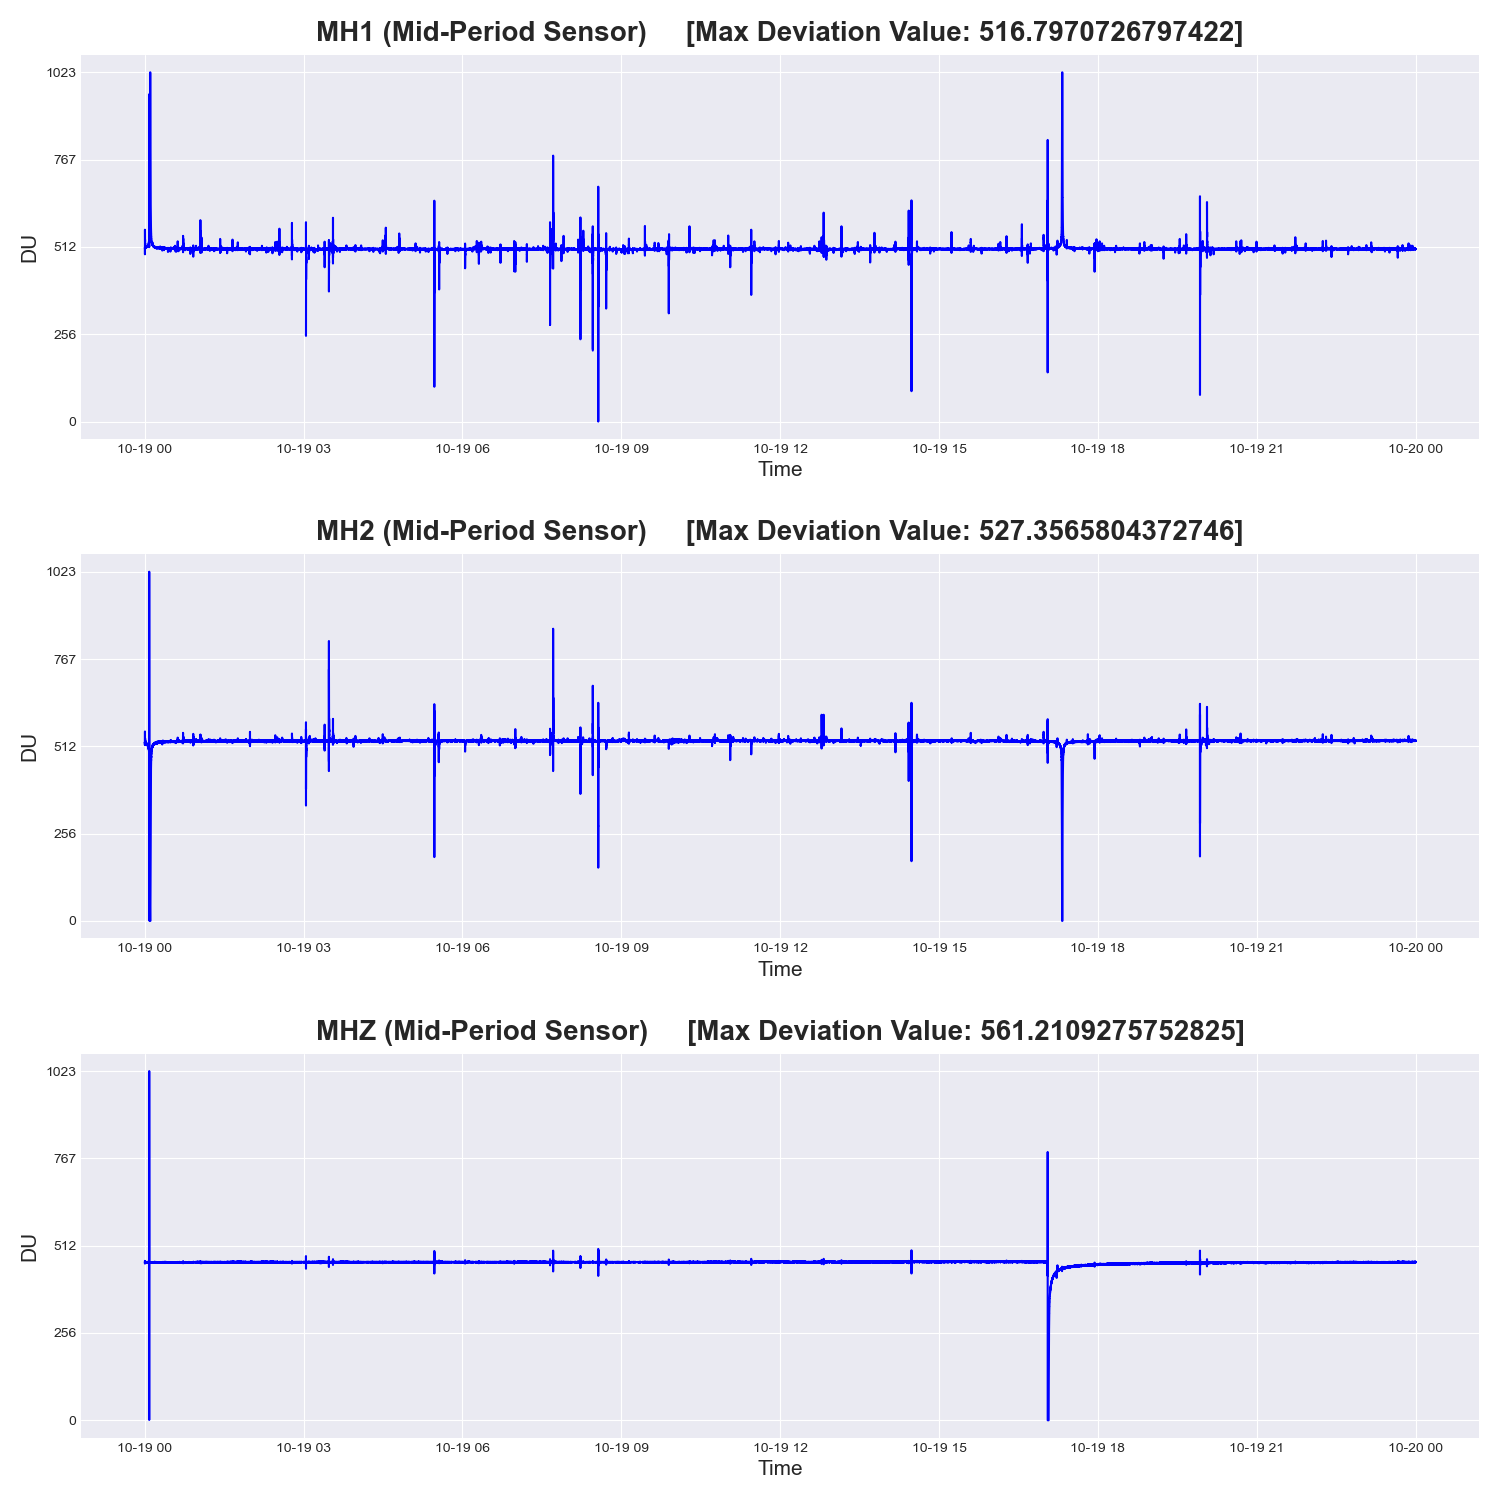 MH1 (Mid-Period Sensor) [Max Deviation Value: 516.7970726797422]
1023
767
512
256
0
DU
10-19 00 10-19 03 10-19 06 10-19 09 10-19 12 10-19 15 10-19 18 10-19 21 10-20 00
Time
MH2 (Mid-Period Sensor) [Max Deviation Value: 527.3565804372746]
1023
767
512
256
0
DU
10-19 00 10-19 03 10-19 06 10-19 09 10-19 12 10-19 15 10-19 18 10-19 21 10-20 00
Time
MHZ (Mid-Period Sensor) [Max Deviation Value: 561.2109275752825]
1023
767
512
256
0
DU
10-19 00 10-19 03 10-19 06 10-19 09 10-19 12 10-19 15 10-19 18 10-19 21 10-20 00
Time